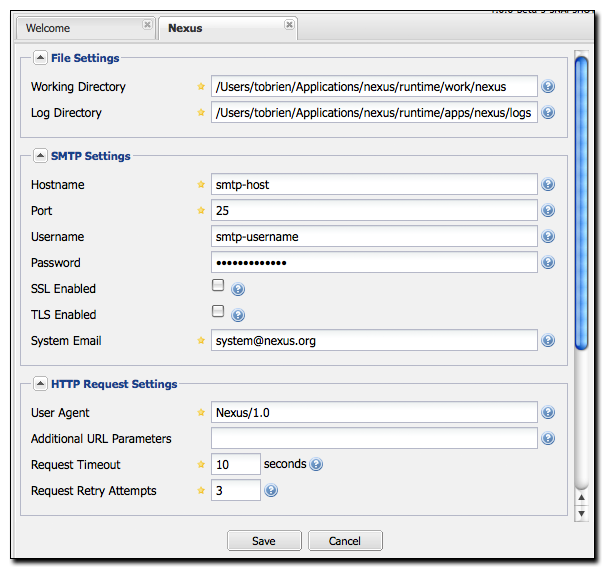 Welcome
Nexus
File Settings
Working Directory /Users/tobrien/Applications/nexus/runtime/work/nexus
Log Directory /Users/tobrien/Applications/nexus/runtime/apps/nexus/logs
SMTP Settings
Hostname smtp-host
Port 25
Username smtp-username
Password •••••••••••••
SSL Enabled
TLS Enabled
System Email system@nexus.org
HTTP Request Settings
User Agent Nexus/1.0
Additional URL Parameters
Request Timeout 10 seconds
Request Retry Attempts 3
Save Cancel